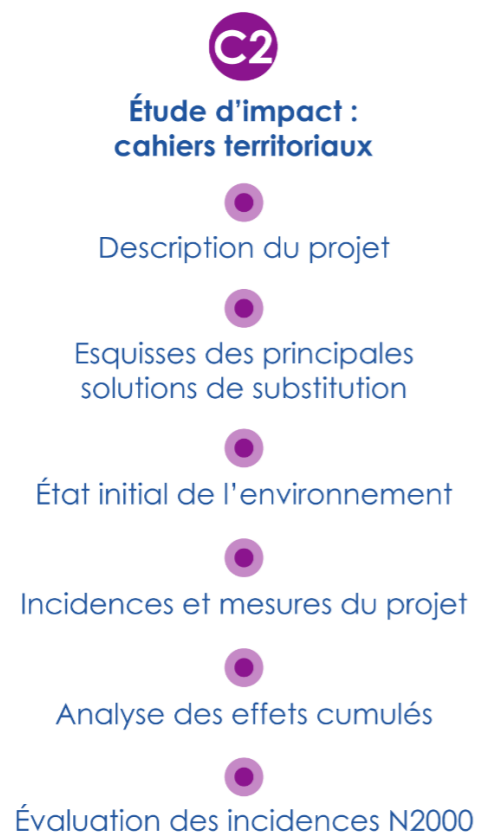 C2
Étude d’impact :
cahiers territoriaux
Description du projet
Esquisses des principales
solutions de substitution
État initial de l’environnement
Incidences et mesures du projet
Analyse des effets cumulés
Évaluation des incidences N2000